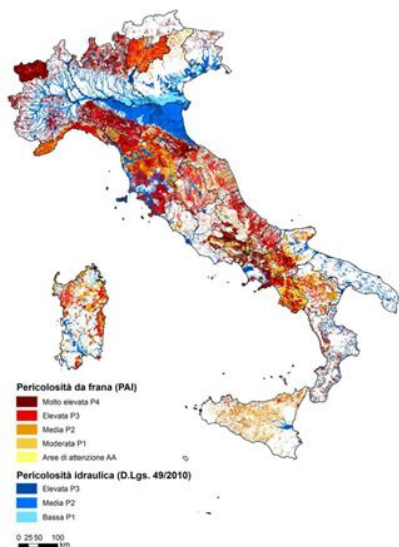 Pericolosità da frana (PAI)
Molto elevata P4
Elevata P3
Media P2
Moderata P1
Aree di attenzione AA
Pericolosità idraulica (D.Lgs. 49/2010)
Elevata P3
Media P2
Bassa P1
0 25 50 100
km